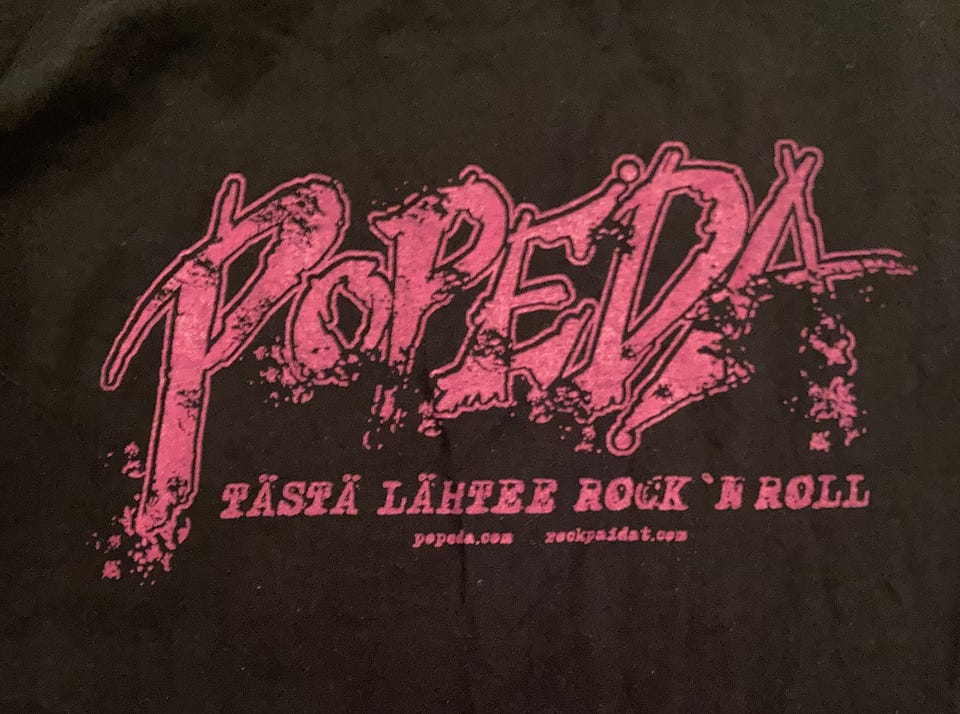 POPEDA
TÄSTÄ LÄHTEE ROCK `N ROLL
popeda.com rockpaidat.com